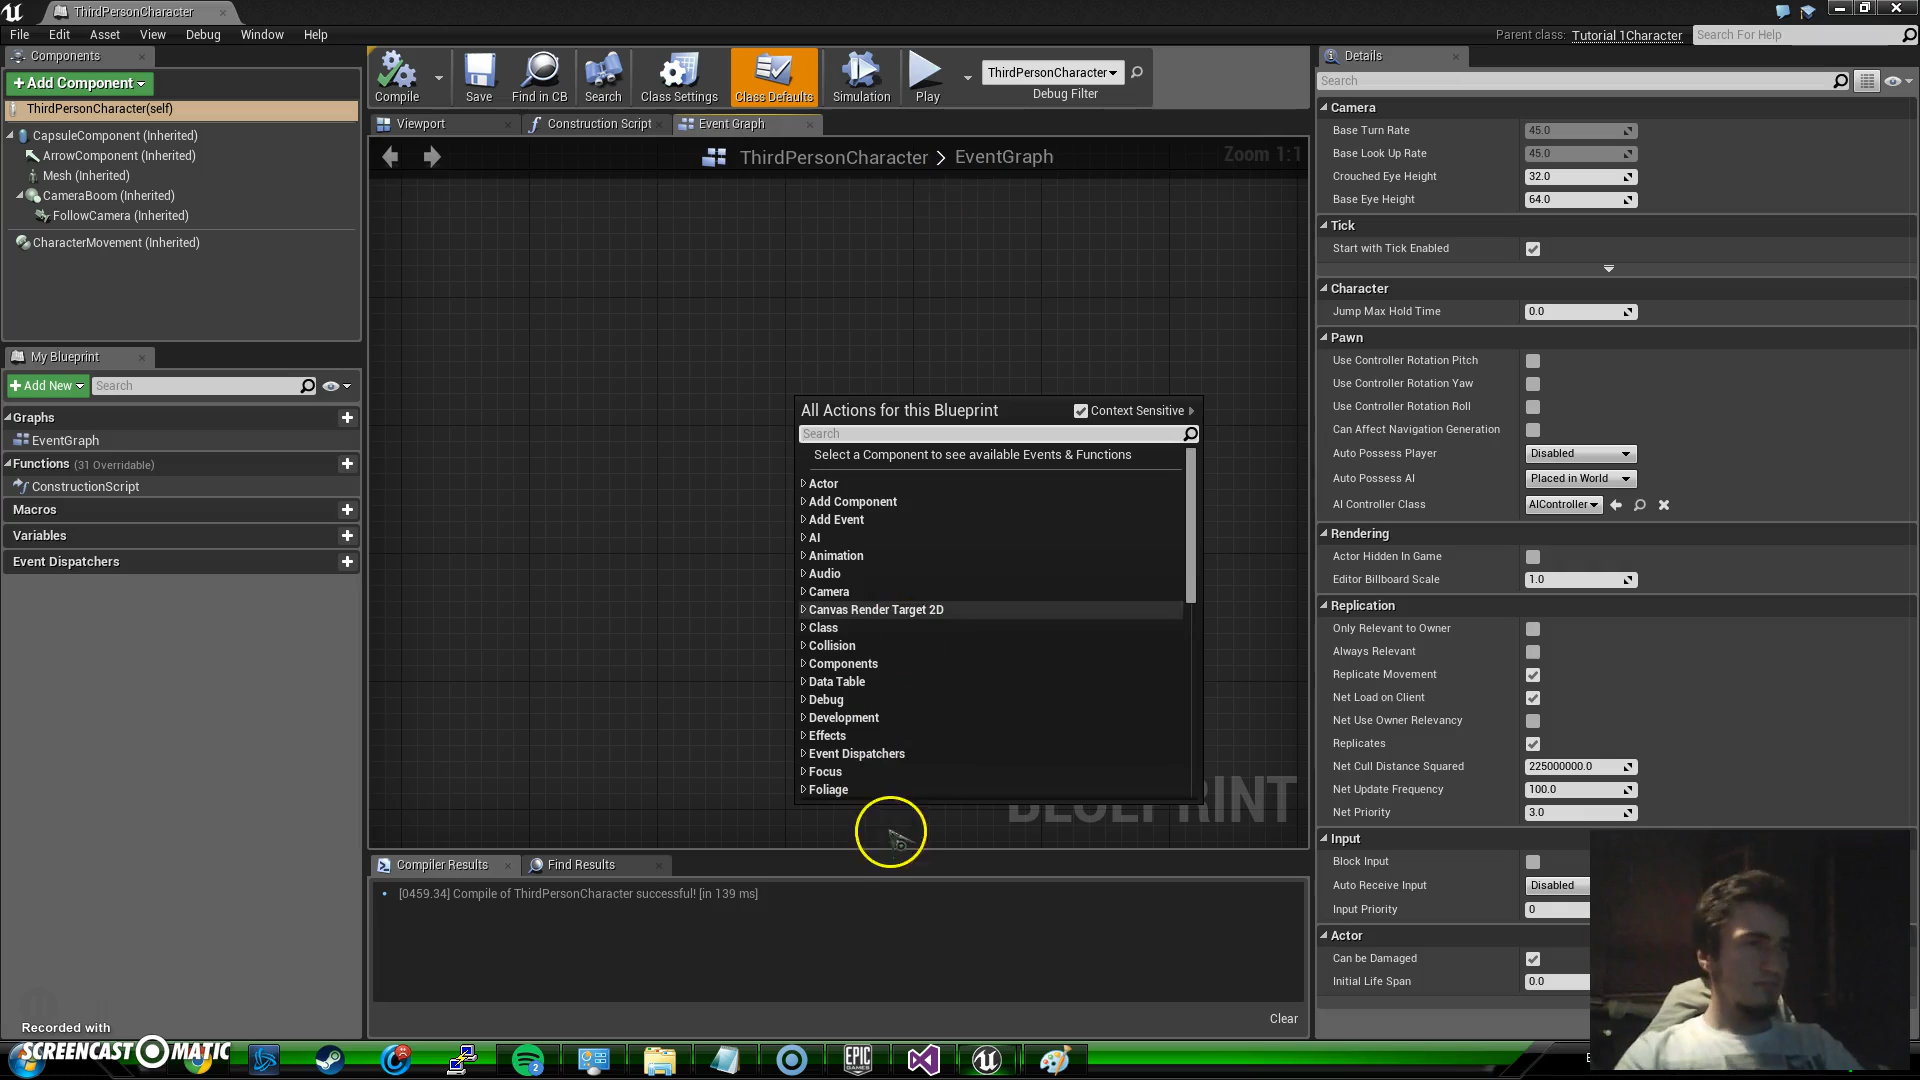 ThirdPersonCharacter
File Edit Asset View Debug Window Help
Parent class: Tutorial 1Character
Search For Help
Components
+Add Component
ThirdPersonCharacter(self)
CapsuleComponent (Inherited)
ArrowComponent (Inherited)
Mesh (Inherited)
CameraBoom (Inherited)
FollowCamera (Inherited)
CharacterMovement (Inherited)
My Blueprint
+Add New
Search
Graphs
EventGraph
Functions (31 Overridable)
ConstructionScript
Macros
Variables
Event Dispatchers
Compile
Save
Find in CB
Search
Class Settings
Class Defaults
Simulation
Play
ThirdPersonCharacter
Debug Filter
Viewport
Construction Script
Event Graph
ThirdPersonCharacter > EventGraph
Zoom 1:1
All Actions for this Blueprint
Context Sensitive
Search
Select a Component to see available Events & Functions
Actor
Add Component
Add Event
AI
Animation
Audio
Camera
Canvas Render Target 2D
Class
Collision
Components
Data Table
Debug
Development
Effects
Event Dispatchers
Focus
Foliage
BLUEPRINT
Compiler Results
Find Results
[0459.34] Compile of ThirdPersonCharacter successful! [in 139 ms]
Clear
Details
Search
Camera
Base Turn Rate 45.0
Base Look Up Rate 45.0
Crouched Eye Height 32.0
Base Eye Height 64.0
Tick
Start with Tick Enabled
Character
Jump Max Hold Time 0.0
Pawn
Use Controller Rotation Pitch
Use Controller Rotation Yaw
Use Controller Rotation Roll
Can Affect Navigation Generation
Auto Possess Player Disabled
Auto Possess AI Placed in World
AI Controller Class AIController
Rendering
Actor Hidden In Game
Editor Billboard Scale 1.0
Replication
Only Relevant to Owner
Always Relevant
Replicate Movement
Net Load on Client
Net Use Owner Relevancy
Replicates
Net Cull Distance Squared 225000000.0
Net Update Frequency 100.0
Net Priority 3.0
Input
Block Input
Auto Receive Input Disabled
Input Priority 0
Actor
Can be Damaged
Initial Life Span 0.0
Recorded with
SCREENCAST-O-MATIC
2
EPIC
GAMES